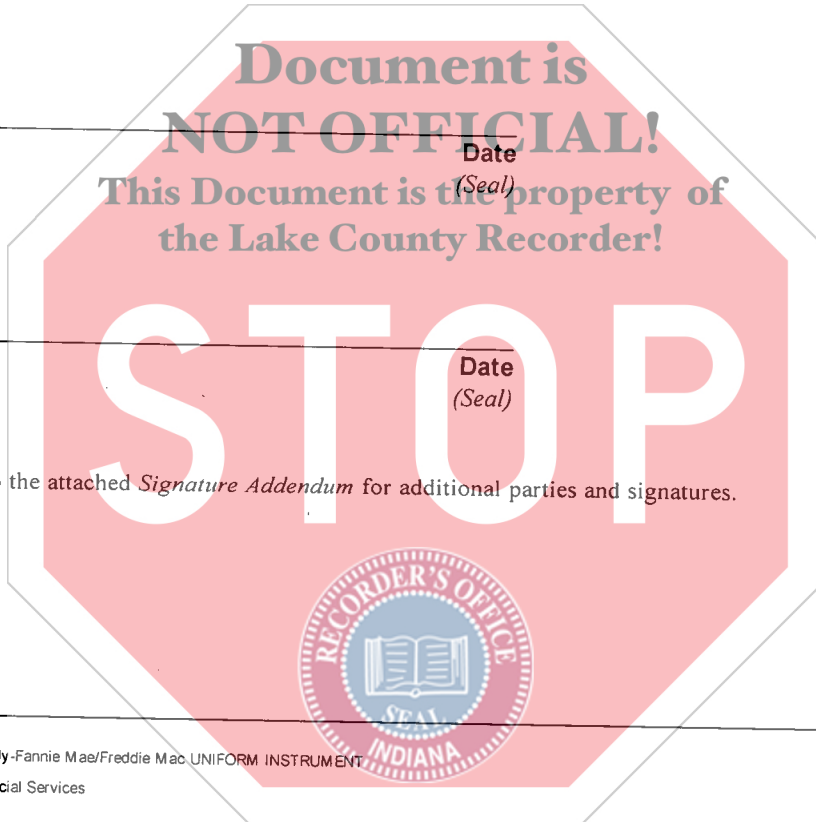 Document is
NOT OFFICIAL!
Date
(Seal)
This Document is the property of
the Lake County Recorder!
STOP
Date
(Seal)
the attached Signature Addendum for additional parties and signatures.
RECORDER'S OFFICE
SEAL
INDIANA
y-Fannie Mae/Freddie Mac UNIFORM INSTRUMENT
cial Services